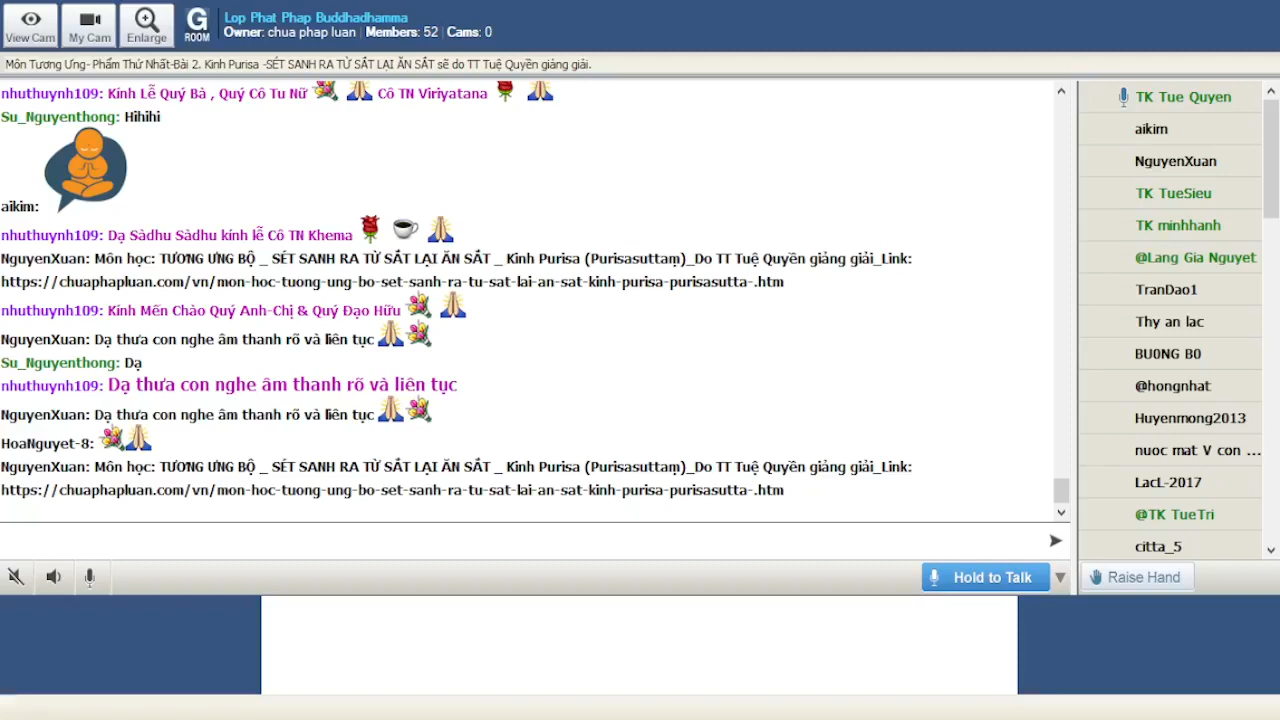 View Cam
My Cam
Enlarge
G
ROOM
Lop Phat Phap Buddhadhamma
Owner: chua phap luan | Members: 52 | Cams: 0
Môn Tương Ưng- Phẩm Thứ Nhất-Bài 2. Kinh Purisa -SÉT SANH RA TỪ SẮT LẠI ĂN SẮT sẽ do TT Tuệ Quyền giảng giải.
nhuthuynh109: Kính Lễ Quý Bà , Quý Cô Tu Nữ Cô TN Viriyatana
Su_Nguyenthong: Hihihi
aikim:
nhuthuynh109: Dạ Sàdhu Sàdhu kính lễ Cô TN Khema
NguyenXuan: Môn học: TƯƠNG ƯNG BỘ _ SÉT SANH RA TỪ SẮT LẠI ĂN SẮT _ Kinh Purisa (Purisasuttaṃ)_Do TT Tuệ Quyền giảng giải_Link:
https://chuaphapluan.com/vn/mon-hoc-tuong-ung-bo-set-sanh-ra-tu-sat-lai-an-sat-kinh-purisa-purisasutta-.htm
nhuthuynh109: Kính Mến Chào Quý Anh-Chị & Quý Đạo Hữu
NguyenXuan: Dạ thưa con nghe âm thanh rõ và liên tục
Su_Nguyenthong: Dạ
nhuthuynh109: Dạ thưa con nghe âm thanh rõ và liên tục
NguyenXuan: Dạ thưa con nghe âm thanh rõ và liên tục
HoaNguyet-8:
NguyenXuan: Môn học: TƯƠNG ƯNG BỘ _ SÉT SANH RA TỪ SẮT LẠI ĂN SẮT _ Kinh Purisa (Purisasuttaṃ)_Do TT Tuệ Quyền giảng giải_Link:
https://chuaphapluan.com/vn/mon-hoc-tuong-ung-bo-set-sanh-ra-tu-sat-lai-an-sat-kinh-purisa-purisasutta-.htm
Hold to Talk
TK Tue Quyen
aikim
NguyenXuan
TK TueSieu
TK minhhanh
@Lang Gia Nguyet
TranDao1
Thy an lac
BU0NG B0
@hongnhat
Huyenmong2013
nuoc mat V con ...
LacL-2017
@TK TueTri
citta_5
Raise Hand